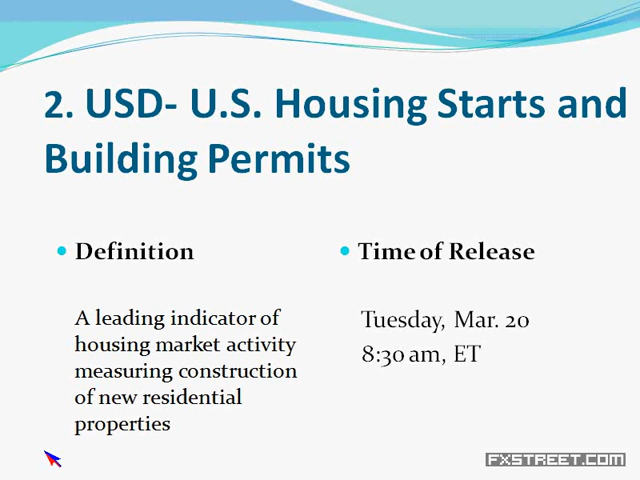 2. USD- U.S. Housing Starts and
Building Permits
Definition
A leading indicator of
housing market activity
measuring construction
of new residential
properties
Time of Release
Tuesday, Mar. 20
8:30 am, ET
FXSTREET.COM